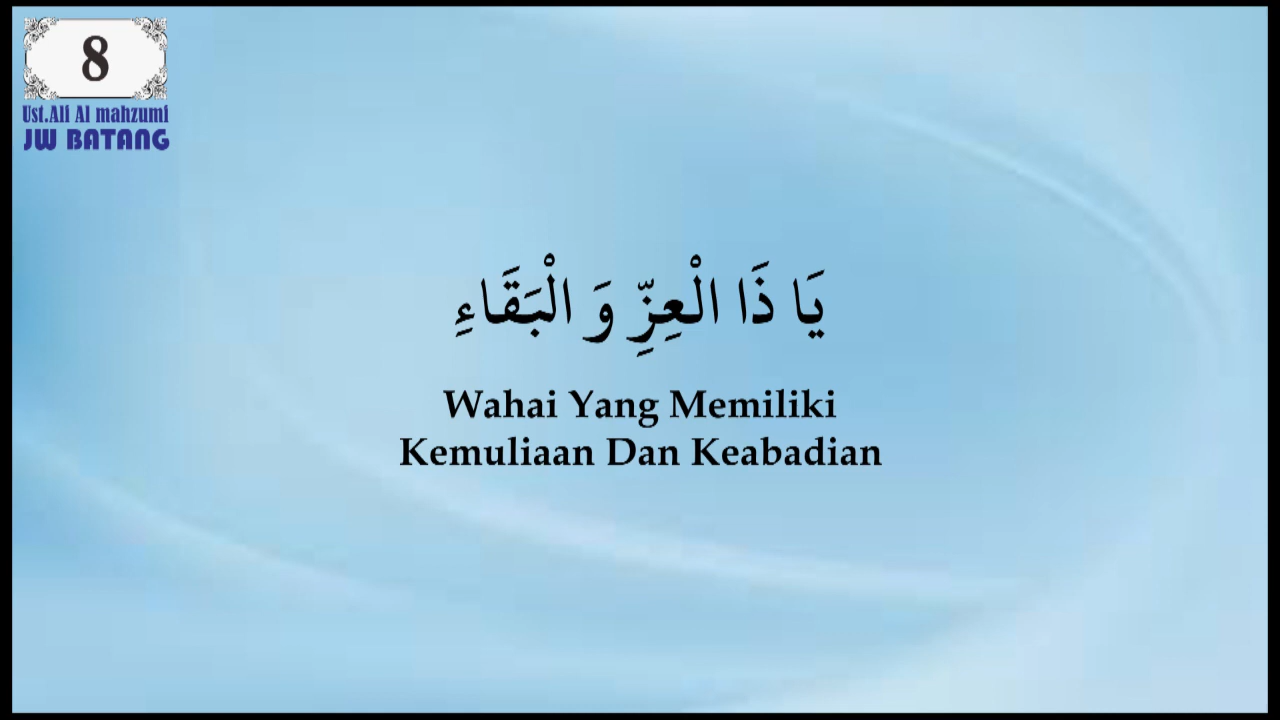 8
Ust.Ali Al mahzumi
JW BATANG
يَا ذَا الْعِزِّ وَ الْبَقَاءِ
Wahai Yang Memiliki
Kemuliaan Dan Keabadian